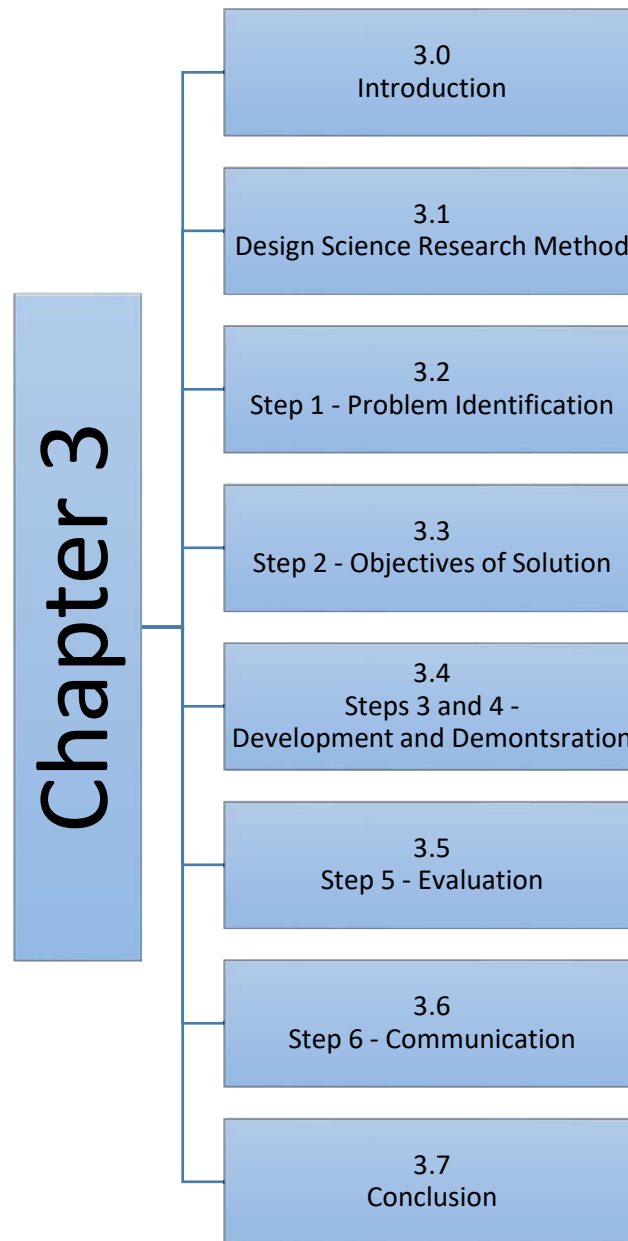 Chapter 3
3.0
Introduction
3.1
Design Science Research Method
3.2
Step 1 - Problem Identification
3.3
Step 2 - Objectives of Solution
3.4
Steps 3 and 4 -
Development and Demontsration
3.5
Step 5 - Evaluation
3.6
Step 6 - Communication
3.7
Conclusion